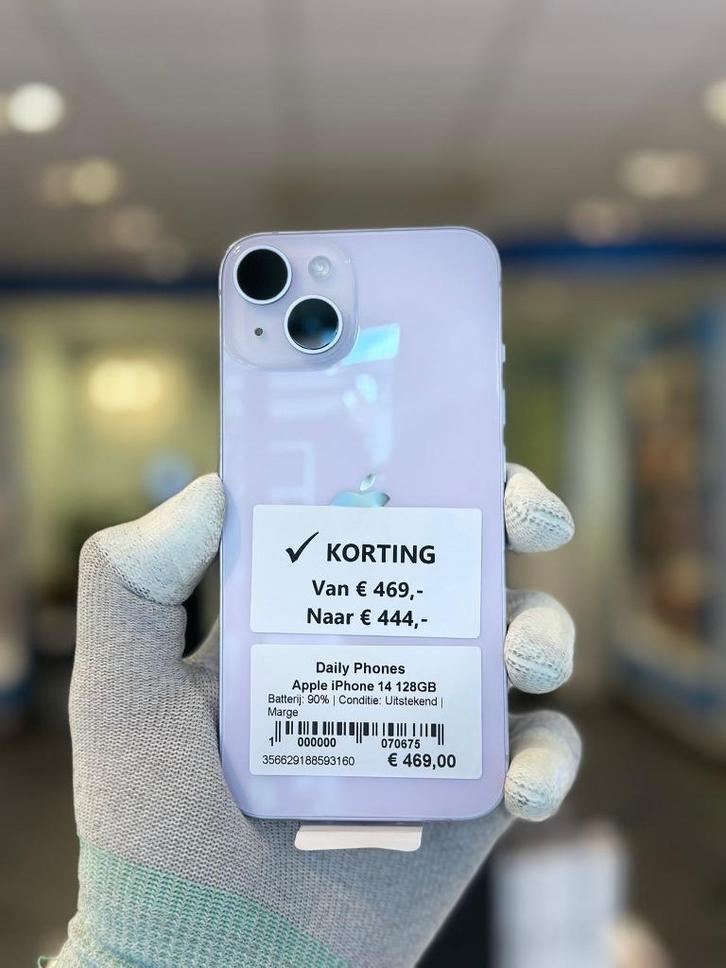 ✓ KORTING
Van € 469,-
Naar € 444,-
Daily Phones
Apple iPhone 14 128GB
Batterij: 90% | Conditie: Uitstekend |
Marge
1 000000 070675
356629188593160 € 469,00